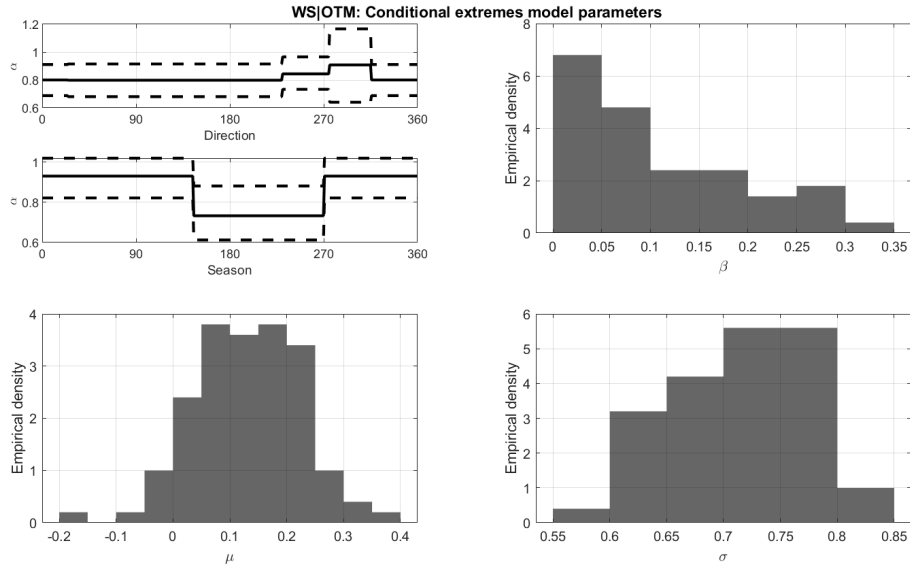 WS|OTM: Conditional extremes model parameters
1.2
1
0.8
0.6
α
0 90 180 270 360
Direction
1
0.8
0.6
α
0 90 180 270 360
Season
8
6
4
2
0
Empirical density
0 0.05 0.1 0.15 0.2 0.25 0.3 0.35
β
4
3
2
1
0
Empirical density
-0.2 -0.1 0 0.1 0.2 0.3 0.4
μ
6
5
4
3
2
1
0
Empirical density
0.55 0.6 0.65 0.7 0.75 0.8 0.85
σ